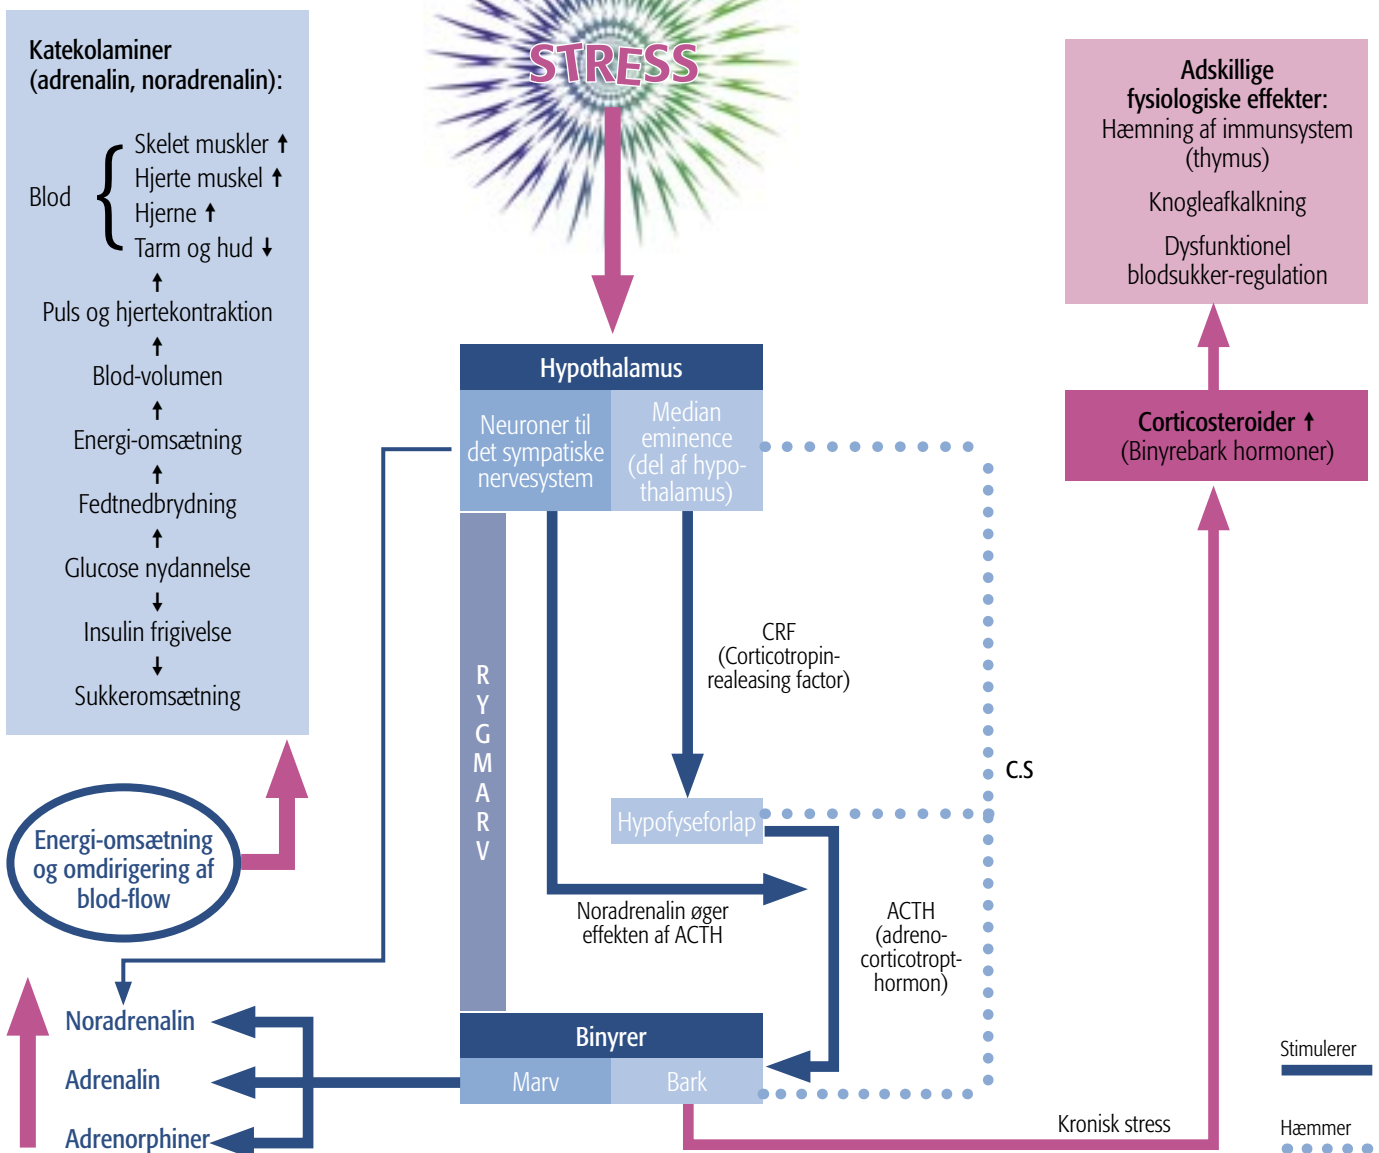 STRESS
Katekolaminer
(adrenalin, noradrenalin):
Blod
Skelet muskler ↑
Hjerte muskel ↑
Hjerne ↑
Tarm og hud ↓
↑
Puls og hjertekontraktion
↑
Blod-volumen
↑
Energi-omsætning
↑
Fedtnedbrydning
↑
Glucose nydannelse
↓
Insulin frigivelse
↓
Sukkeromsætning
Energi-omsætning
og omdirigering af
blod-flow
Noradrenalin
Adrenalin
Adrenorphiner
Hypothalamus
Neuroner til
det sympatiske
nervesystem
Median
eminence
(del af hypo-
thalamus)
RYGMARV
CRF
(Corticotropin-
realeasing factor)
Hypofyseforlap
Noradrenalin øger
effekten af ACTH
ACTH
(adreno-
corticotropt-
hormon)
C.S
Binyrer
Marv
Bark
Adskillige
fysiologiske effekter:
Hæmning af immunsystem
(thymus)
Knogleafkalkning
Dysfunktionel
blodsukker-regulation
Corticosteroider ↑
(Binyrebark hormoner)
Kronisk stress
Stimulerer
Hæmmer